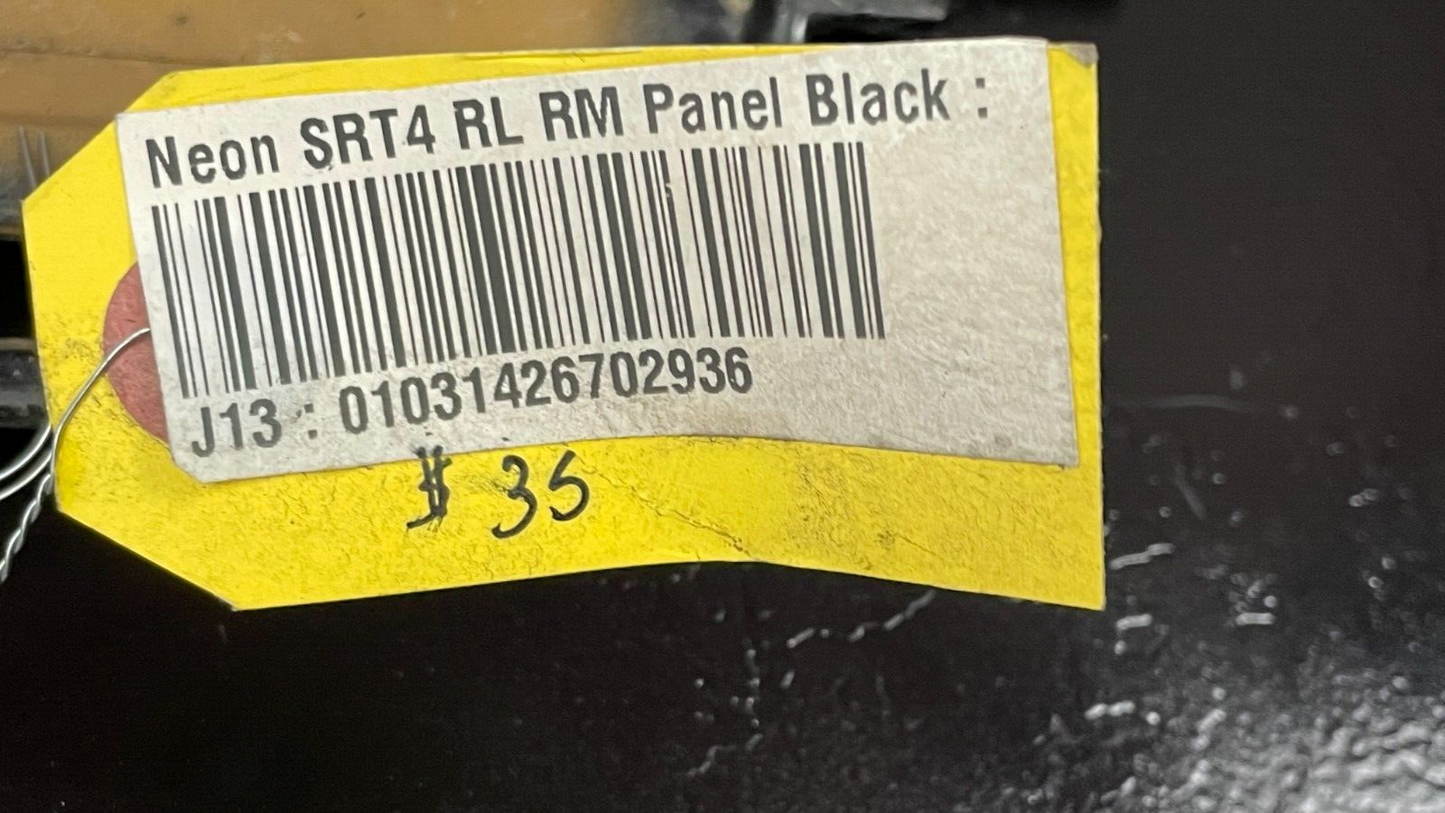 Neon SRT4 RL RM Panel Black :
J13 : 01031426702936
$ 35